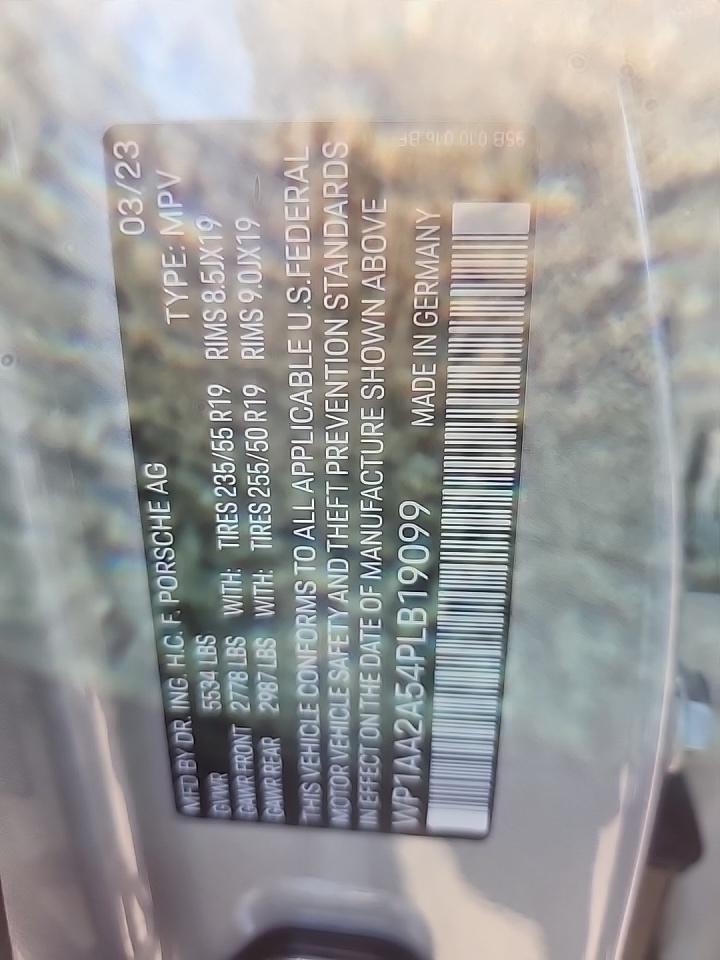 MFD BY DR. ING. H.C. F. PORSCHE AG 03/23
TYPE: MPV
GVWR 5534 LBS
GAWR FRONT 2778 LBS WITH: TIRES 235/55 R19 RIMS 8.5JX19
GAWR REAR 2987 LBS WITH: TIRES 255/50 R19 RIMS 9.0JX19
THIS VEHICLE CONFORMS TO ALL APPLICABLE U.S. FEDERAL
MOTOR VEHICLE SAFETY AND THEFT PREVENTION STANDARDS
IN EFFECT ON THE DATE OF MANUFACTURE SHOWN ABOVE
WP1AA2A54PLB19099 MADE IN GERMANY
95B 010 016 BF